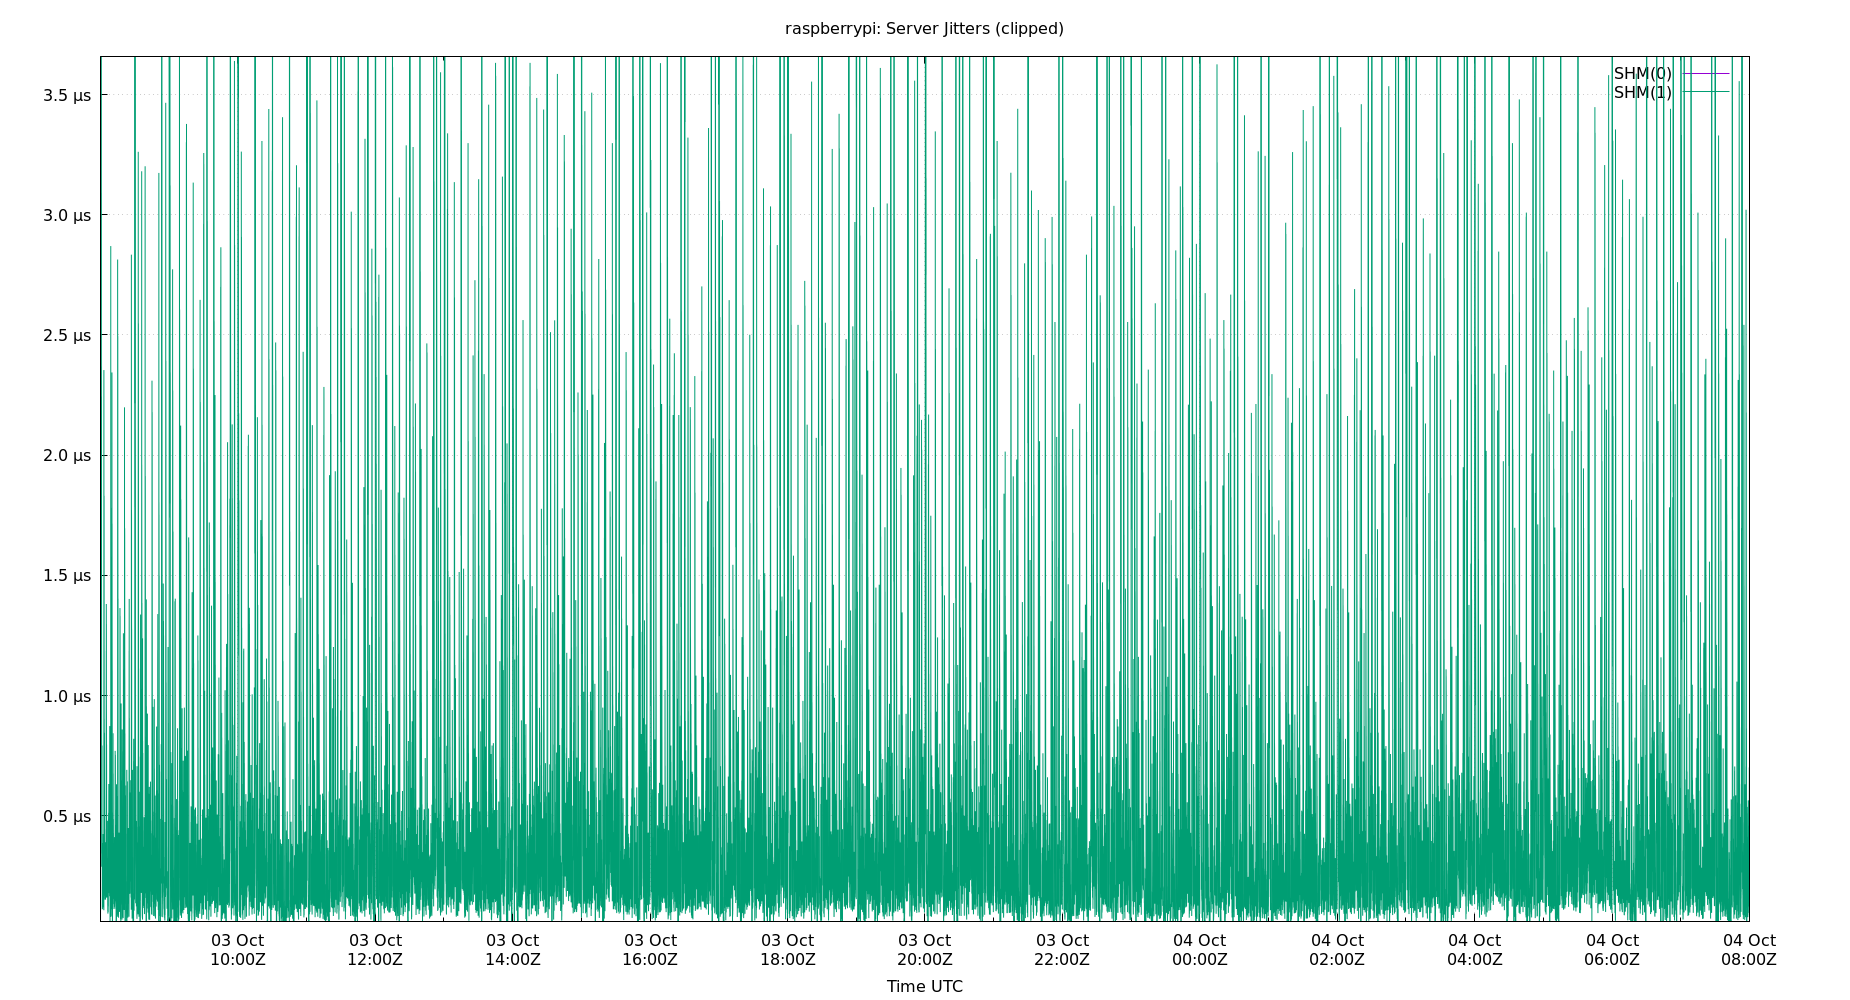 raspberrypi: Server Jitters (clipped)
SHM(0)
SHM(1)
3.5 µs
3.0 µs
2.5 µs
2.0 µs
1.5 µs
1.0 µs
0.5 µs
03 Oct 03 Oct 03 Oct 03 Oct 03 Oct 03 Oct 03 Oct 04 Oct 04 Oct 04 Oct 04 Oct 04 Oct
10:00Z 12:00Z 14:00Z 16:00Z 18:00Z 20:00Z 22:00Z 00:00Z 02:00Z 04:00Z 06:00Z 08:00Z
Time UTC